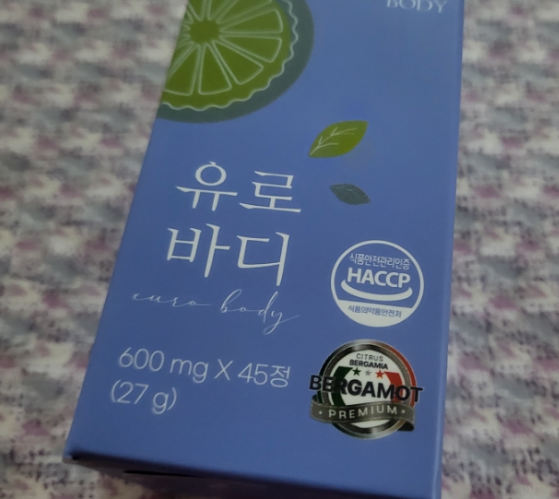 BODY
유로
바디
euro body
600 mg X 45정
(27 g)
식품안전관리인증
HACCP
식품의약품안전처
CITRUS
BERGAMIA
BERGAMOT
PREMIUM